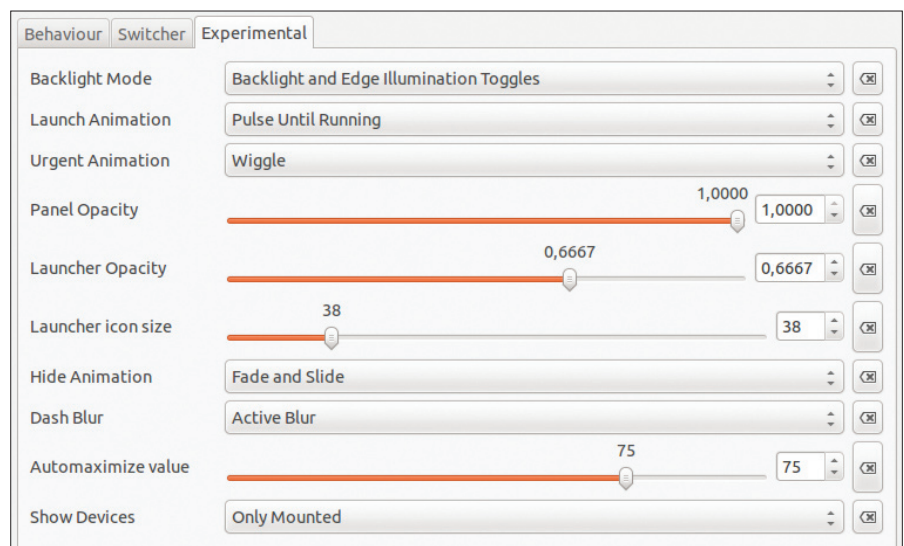 Behaviour Switcher Experimental
Backlight Mode Backlight and Edge Illumination Toggles
Launch Animation Pulse Until Running
Urgent Animation Wiggle
1,0000
Panel Opacity 1,0000
0,6667
Launcher Opacity 0,6667
38
Launcher icon size 38
Hide Animation Fade and Slide
Dash Blur Active Blur
75
Automaximize value 75
Show Devices Only Mounted